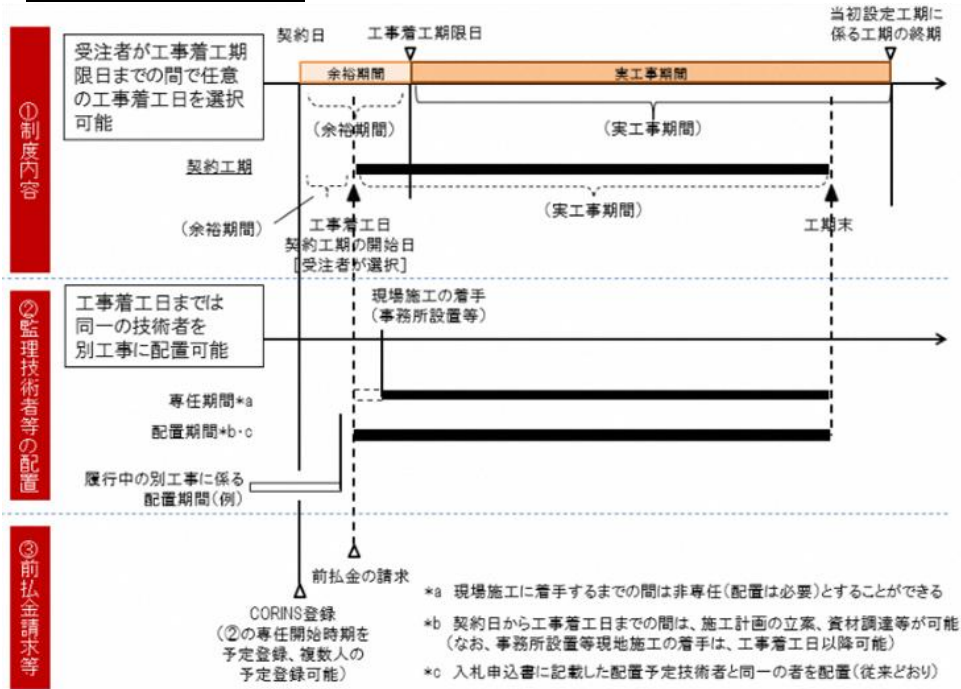 契約日
工事着工期限日
当初設定工期に
係る工期の終期
受注者が工事着工期
限日までの間で任意
の工事着工日を選択
可能
余裕期間
実工事期間
(余裕期間)
(実工事期間)
①制度内容
契約工期
(余裕期間)
(実工事期間)
工事着工日
契約工期の開始日
[受注者が選択]
工期末
②監理技術者等の配置
工事着工日までは
同一の技術者を
別工事に配置可能
現場施工の着手
(事務所設置等)
専任期間*a
配置期間*b・c
履行中の別工事に係る
配置期間(例)
③前払金請求等
前払金の請求
CORINS登録
(②の専任開始時期を
予定登録、複数人の
予定登録可能)
*a 現場施工に着手するまでの間は非専任(配置は必要)とすることができる
*b 契約日から工事着工日までの間は、施工計画の立案、資材調達等が可能
(なお、事務所設置等現地施工の着手は、工事着工日以降可能)
*c 入札申込書に記載した配置予定技術者と同一の者を配置(従来どおり)